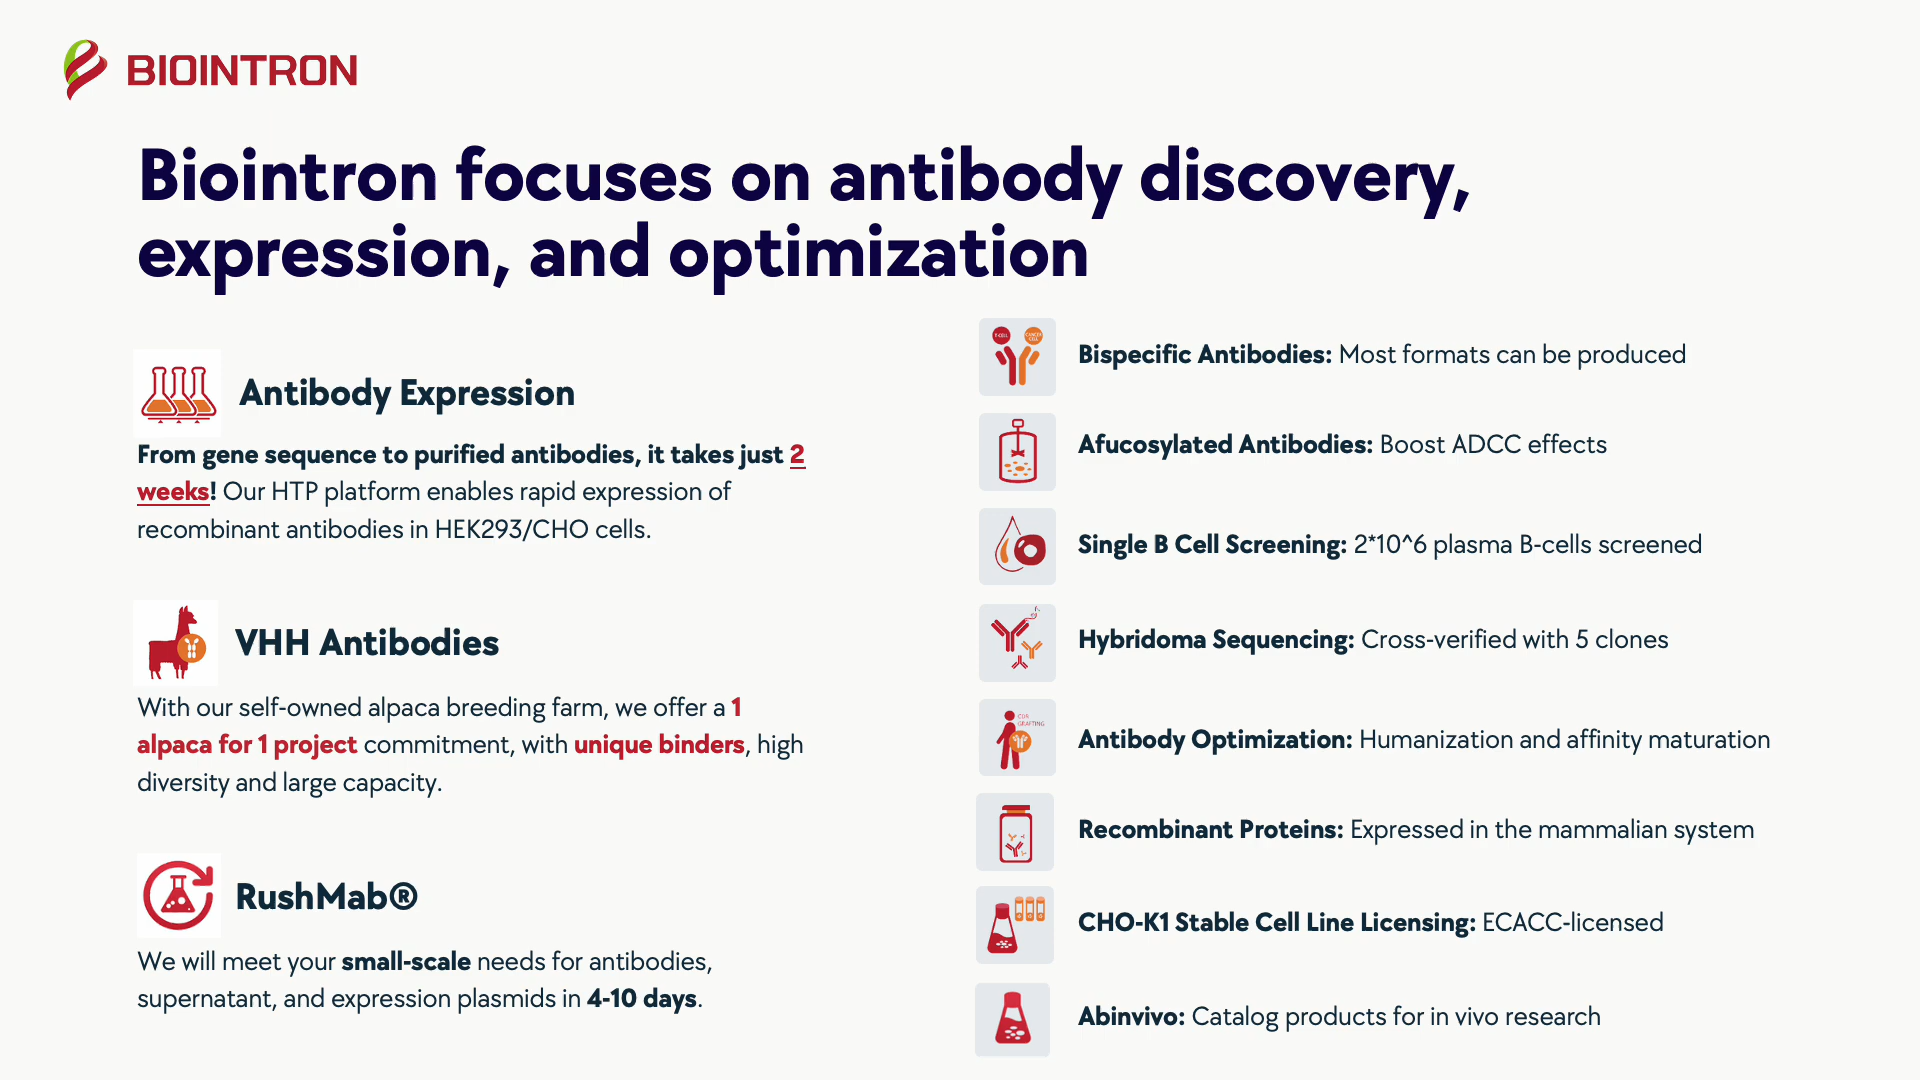 BIOINTRON
Biointron focuses on antibody discovery,
expression, and optimization
Antibody Expression
From gene sequence to purified antibodies, it takes just 2
weeks! Our HTP platform enables rapid expression of
recombinant antibodies in HEK293/CHO cells.
VHH Antibodies
With our self-owned alpaca breeding farm, we offer a 1
alpaca for 1 project commitment, with unique binders, high
diversity and large capacity.
RushMab®
We will meet your small-scale needs for antibodies,
supernatant, and expression plasmids in 4-10 days.
T-CELL
CANCER
CELL
Bispecific Antibodies: Most formats can be produced
Afucosylated Antibodies: Boost ADCC effects
Single B Cell Screening: 2*10^6 plasma B-cells screened
Hybridoma Sequencing: Cross-verified with 5 clones
CDR
GRAFTING
Antibody Optimization: Humanization and affinity maturation
Recombinant Proteins: Expressed in the mammalian system
CHO-K1 Stable Cell Line Licensing: ECACC-licensed
Abinvivo: Catalog products for in vivo research